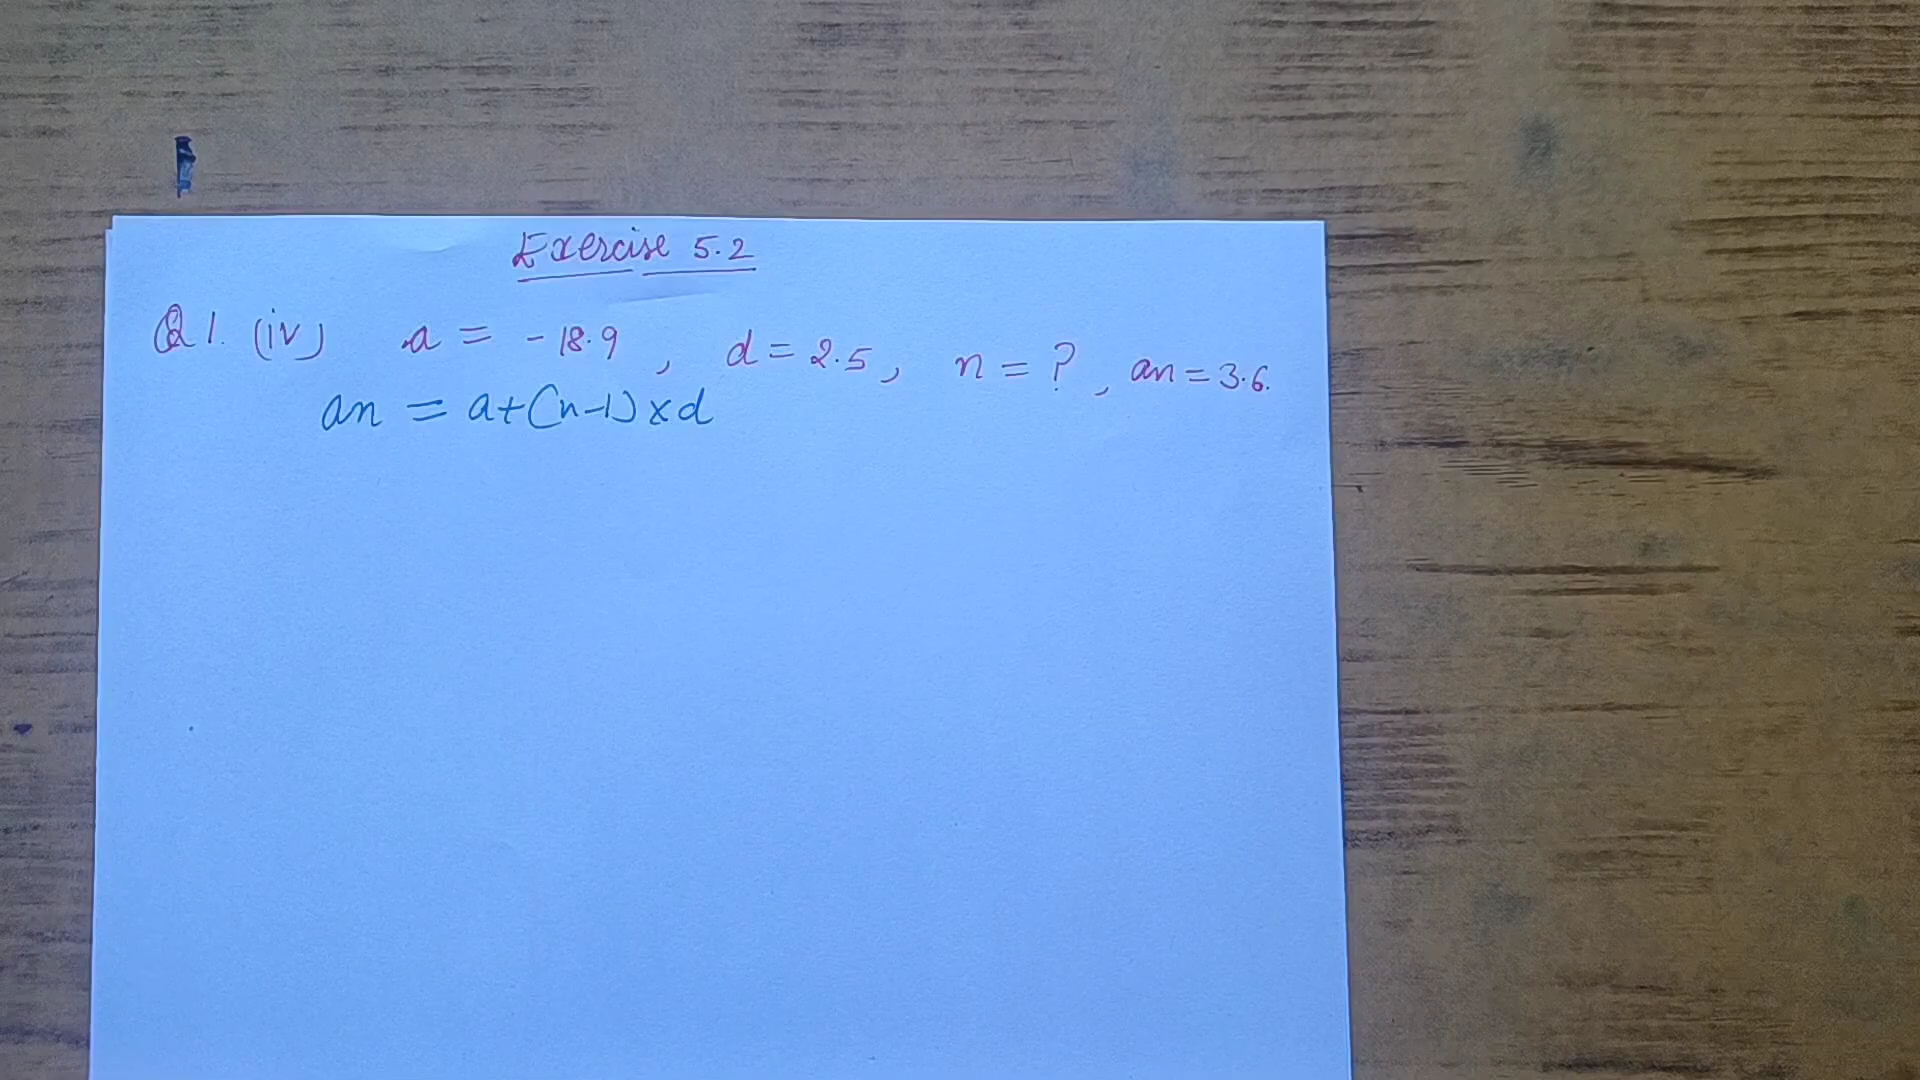 Exercise 5.2
Q1. (iv) a = -18.9, d = 2.5, n = ?, an = 3.6.
an = a+(n-1)×d